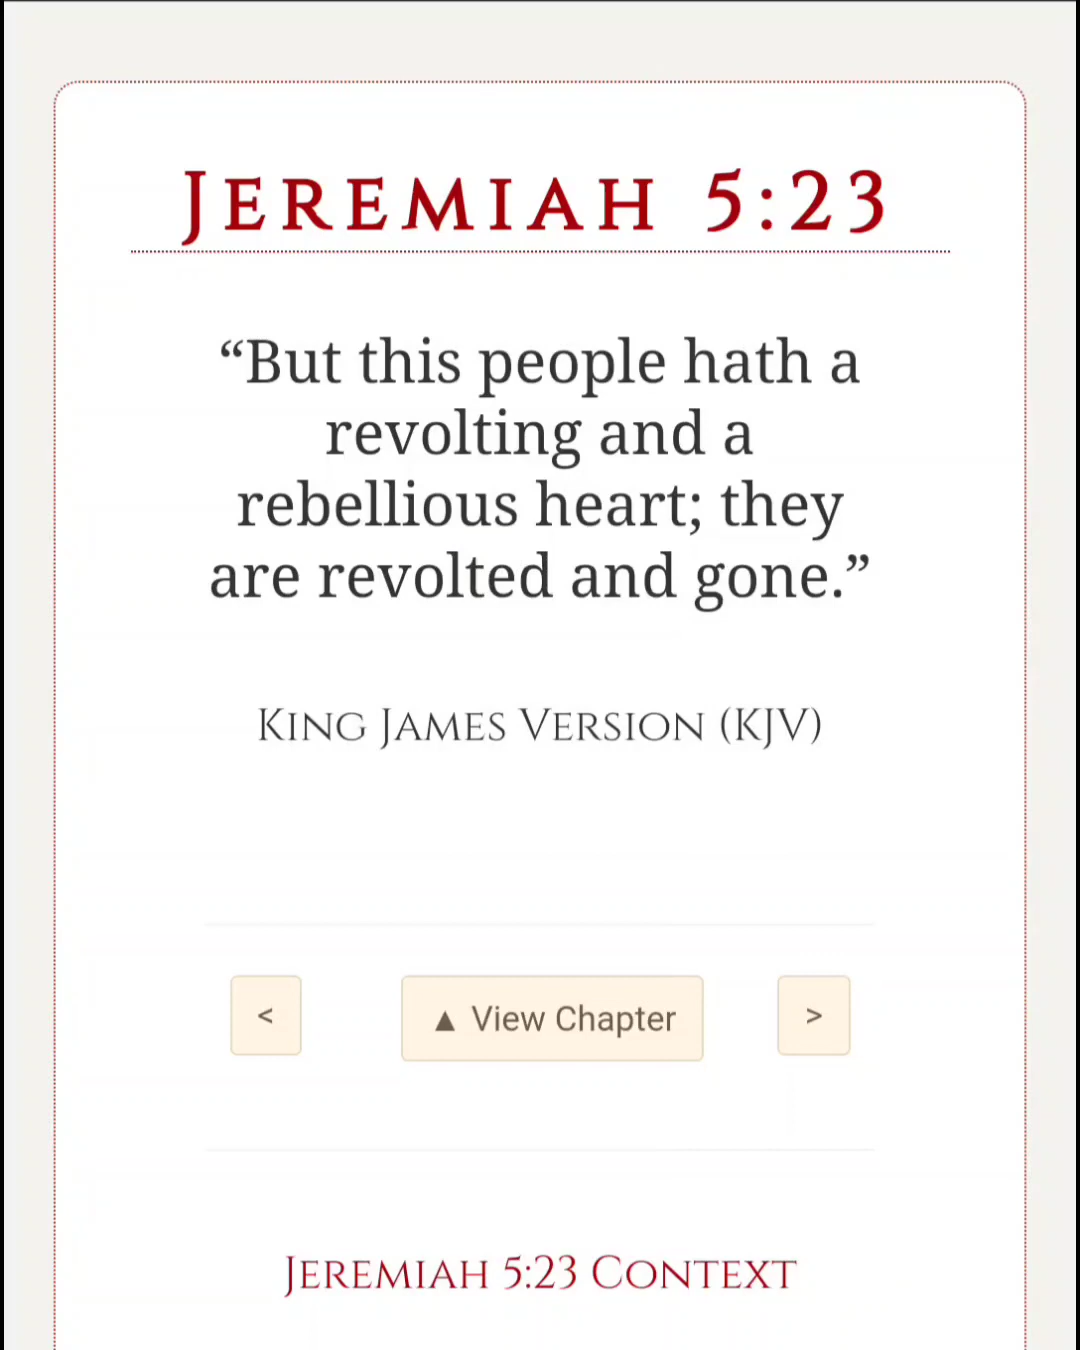 Jeremiah 5:23
“But this people hath a
revolting and a
rebellious heart; they
are revolted and gone.”
King James Version (KJV)
<
▲ View Chapter
>
Jeremiah 5:23 Context